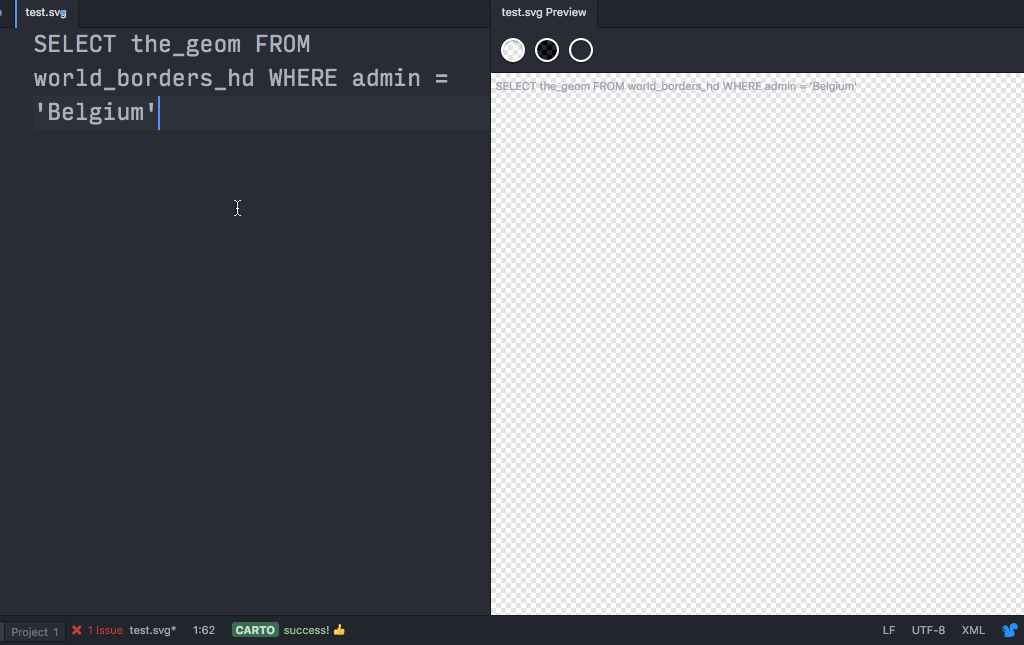 test.svg
test.svg Preview
SELECT the_geom FROM
world_borders_hd WHERE admin =
'Belgium'
SELECT the_geom FROM world_borders_hd WHERE admin = 'Belgium'
Project 1 1 Issue test.svg* 1:62 CARTO success! 👍 LF UTF-8 XML